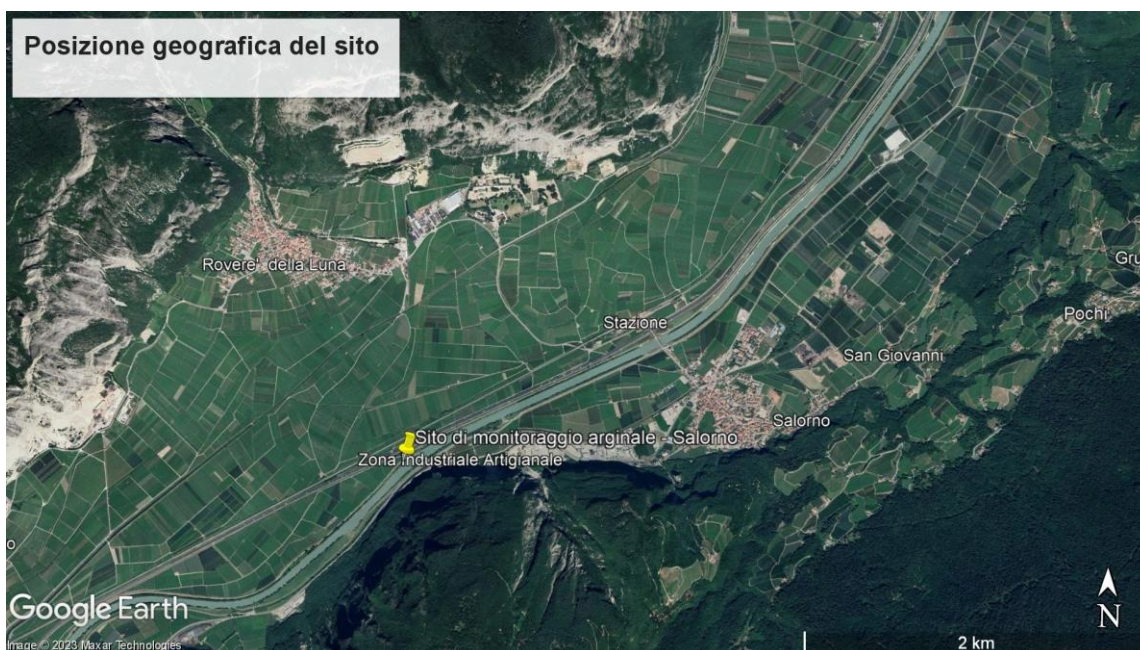 Posizione geografica del sito
Rovere' della Luna
Stazione
Gru
Pochi
San Giovanni
Salorno
Sito di monitoraggio arginale - Salorno
Zona Industriale Artigianale
o
Google Earth
Image © 2023 Maxar Technologies
N
2 km